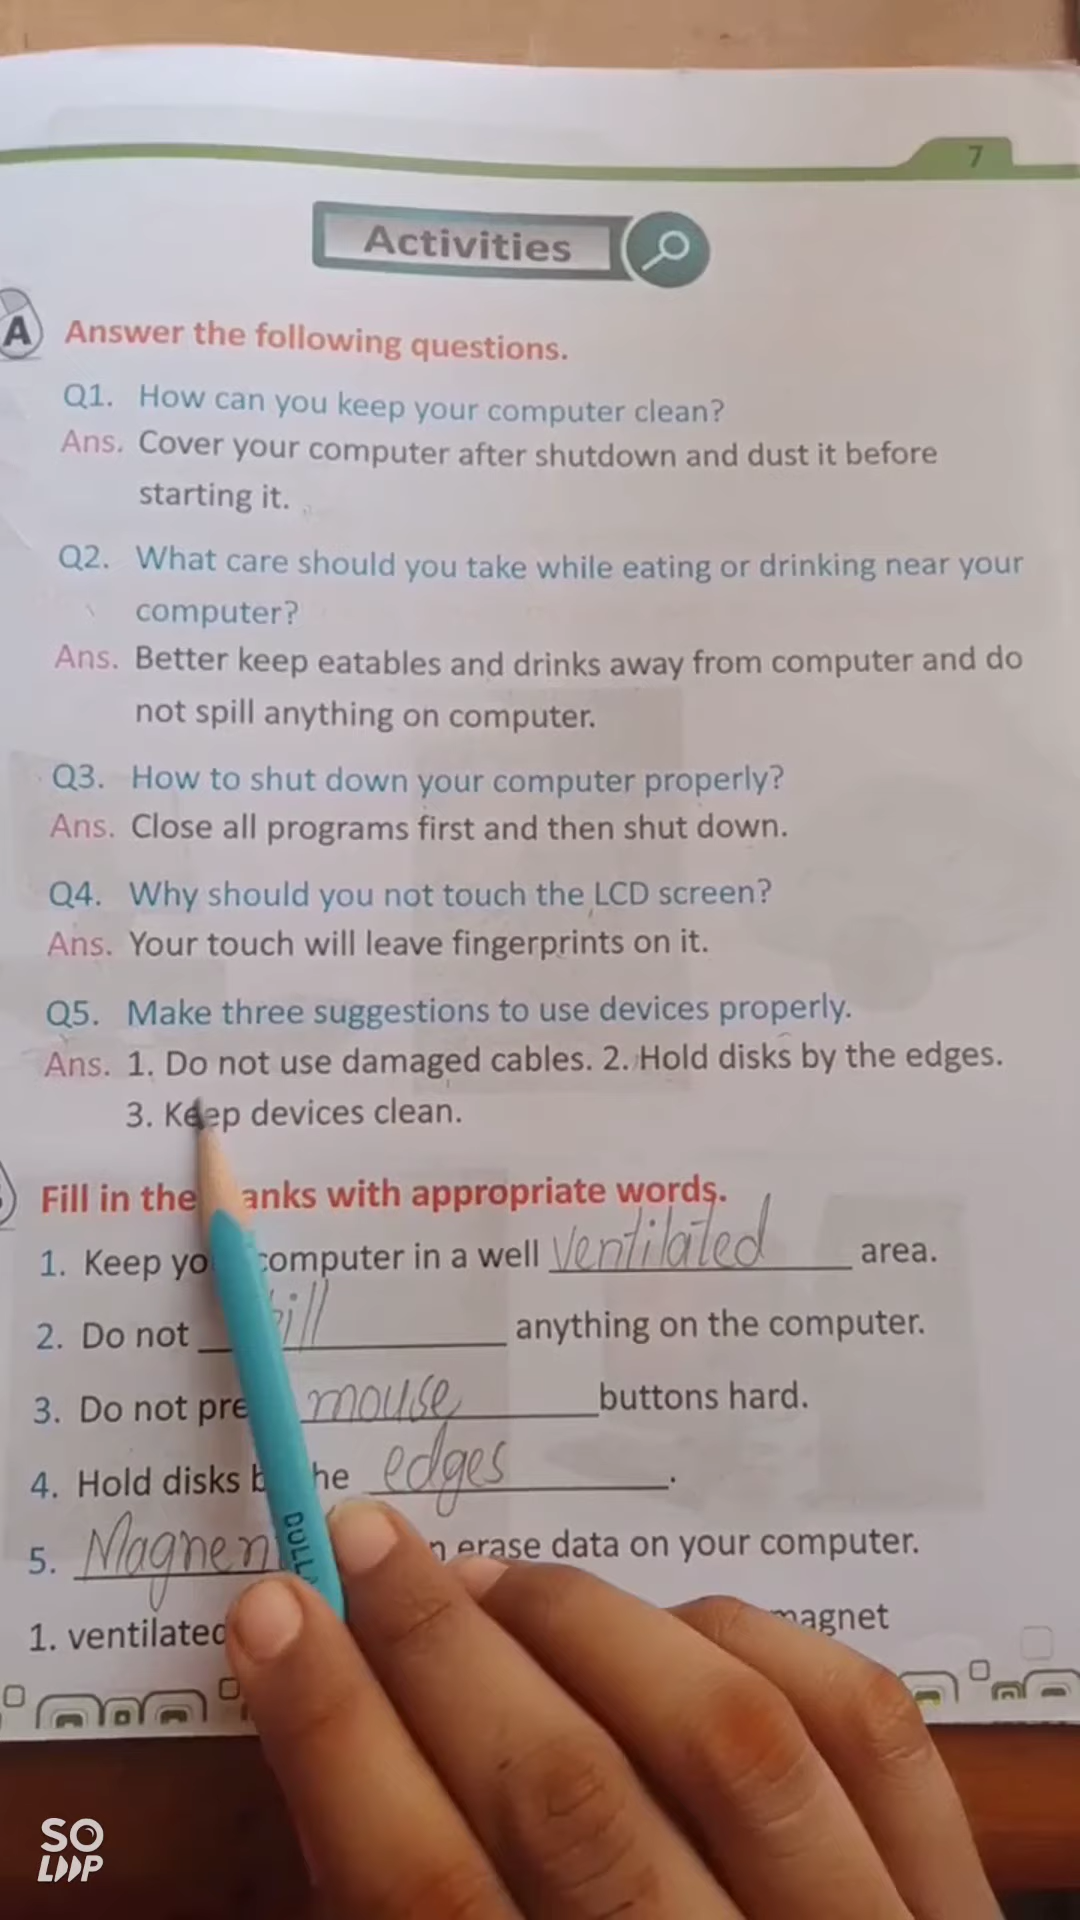 7
Activities
A Answer the following questions.
Q1. How can you keep your computer clean?
Ans. Cover your computer after shutdown and dust it before
starting it.
Q2. What care should you take while eating or drinking near your
computer?
Ans. Better keep eatables and drinks away from computer and do
not spill anything on computer.
Q3. How to shut down your computer properly?
Ans. Close all programs first and then shut down.
Q4. Why should you not touch the LCD screen?
Ans. Your touch will leave fingerprints on it.
Q5. Make three suggestions to use devices properly.
Ans. 1. Do not use damaged cables. 2. Hold disks by the edges.
3. Keep devices clean.
Fill in the anks with appropriate words.
1. Keep yo computer in a well ventilated area.
2. Do not ill anything on the computer.
3. Do not pre mouse buttons hard.
4. Hold disks b he edges.
5. Magnen n erase data on your computer.
1. ventilated magnet
SO
LOOP